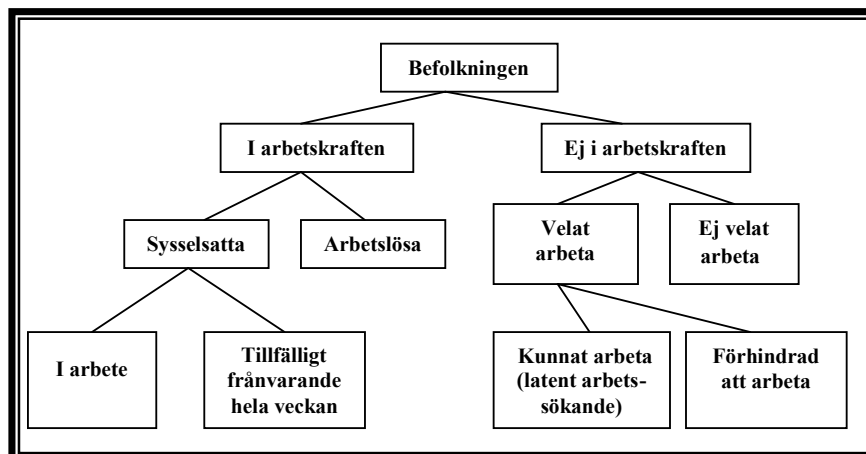 Befolkningen
I arbetskraften
Ej i arbetskraften
Sysselsatta
Arbetslösa
Velat
arbeta
Ej velat
arbeta
I arbete
Tillfälligt
frånvarande
hela veckan
Kunnat arbeta
(latent arbets-
sökande)
Förhindrad
att arbeta